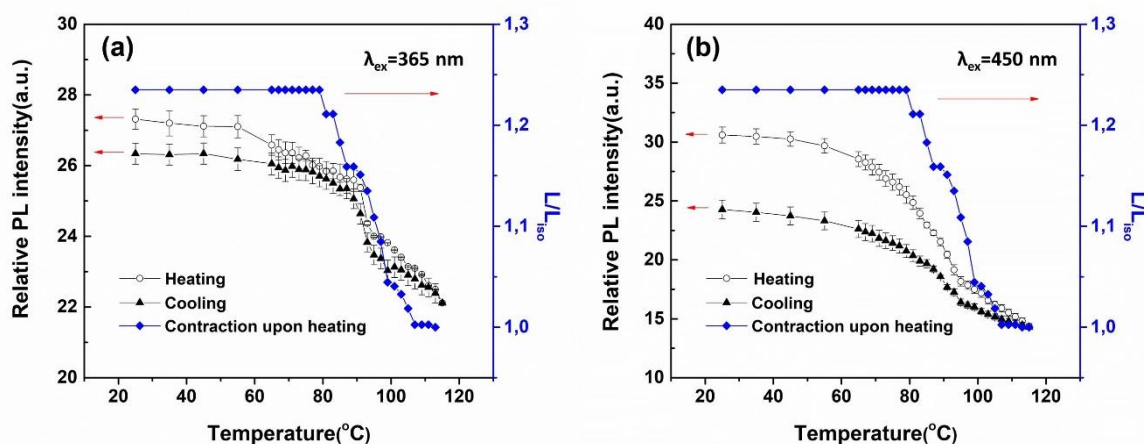 (a)
λex=365 nm
Relative PL intensity(a.u.)
30
28
26
24
22
20
1,3
1,2
1,1
1,0
L/Liso
Heating
Cooling
Contraction upon heating
20 40 60 80 100 120
Temperature(°C)
(b)
λex=450 nm
Relative PL intensity(a.u.)
40
35
30
25
20
15
10
1,3
1,2
1,1
1,0
L/Liso
Heating
Cooling
Contraction upon heating
20 40 60 80 100 120
Temperature(°C)